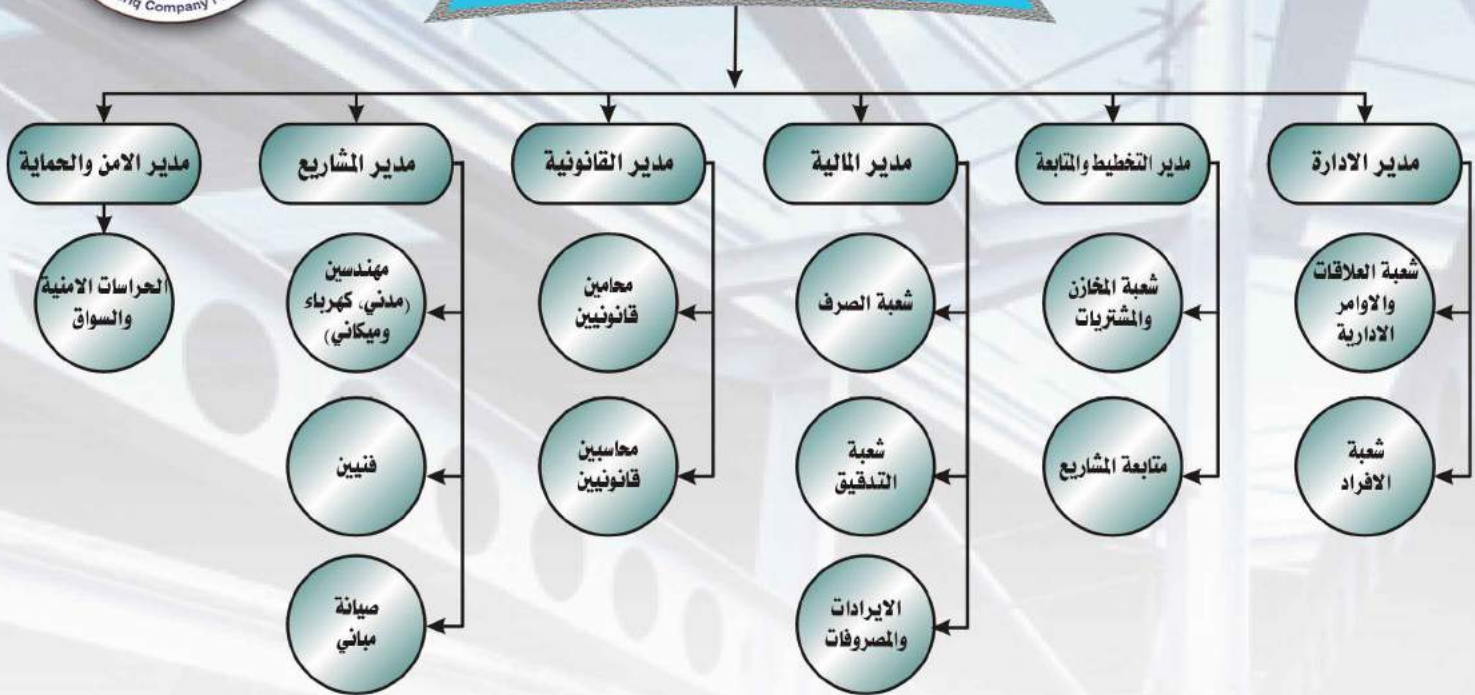 Company
مدير الادارة
مدير التخطيط والمتابعة
مدير المالية
مدير القانونية
مدير المشاريع
مدير الامن والحماية
شعبة العلاقات
والاوامر
الادارية
شعبة
الافراد
شعبة المخازن
والمشتريات
متابعة المشاريع
شعبة الصرف
شعبة
التدقيق
الايرادات
والمصروفات
محامين
قانونيين
محاسبين
قانونيين
مهندسين
(مدني، كهرباء
وميكاني)
فنيين
صيانة
مباني
الحراسات الامنية
والسواق